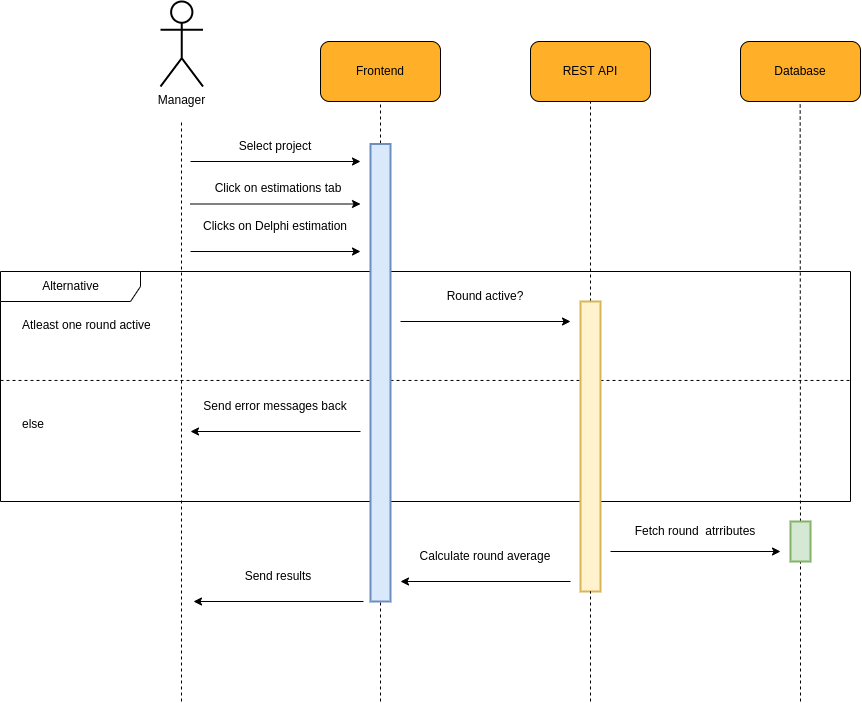 Manager
Frontend
REST API
Database
Select project
Click on estimations tab
Clicks on Delphi estimation
Alternative
Round active?
Atleast one round active
Send error messages back
else
Fetch round  atrributes
Calculate round average
Send results